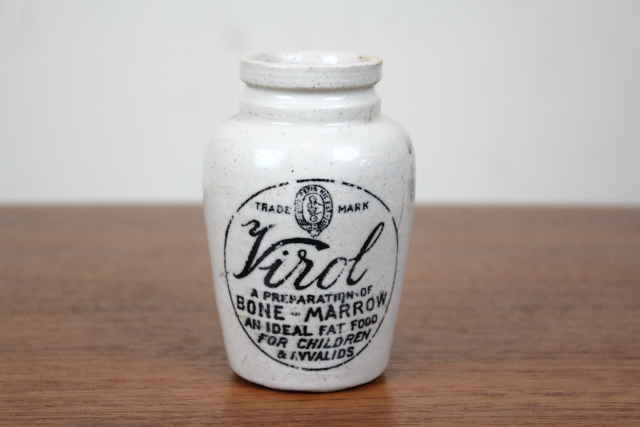 TRADE MARK
Virol
A PREPARATION OF
BONE - MARROW
AN IDEAL FAT FOOD
FOR CHILDREN
& INVALIDS